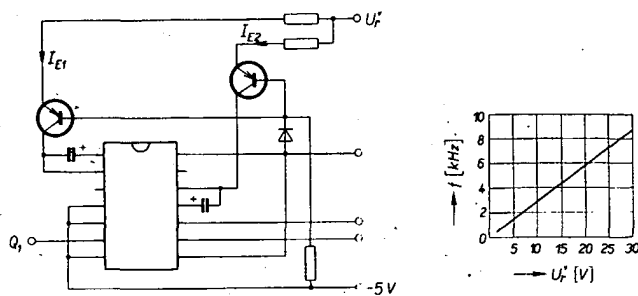 U_r''
I_E1
I_E2
+
+
Q_1
-5 V
f [kHz]
10
8
6
4
2
0
5 10 15 20 25 30
U_r'' [V]